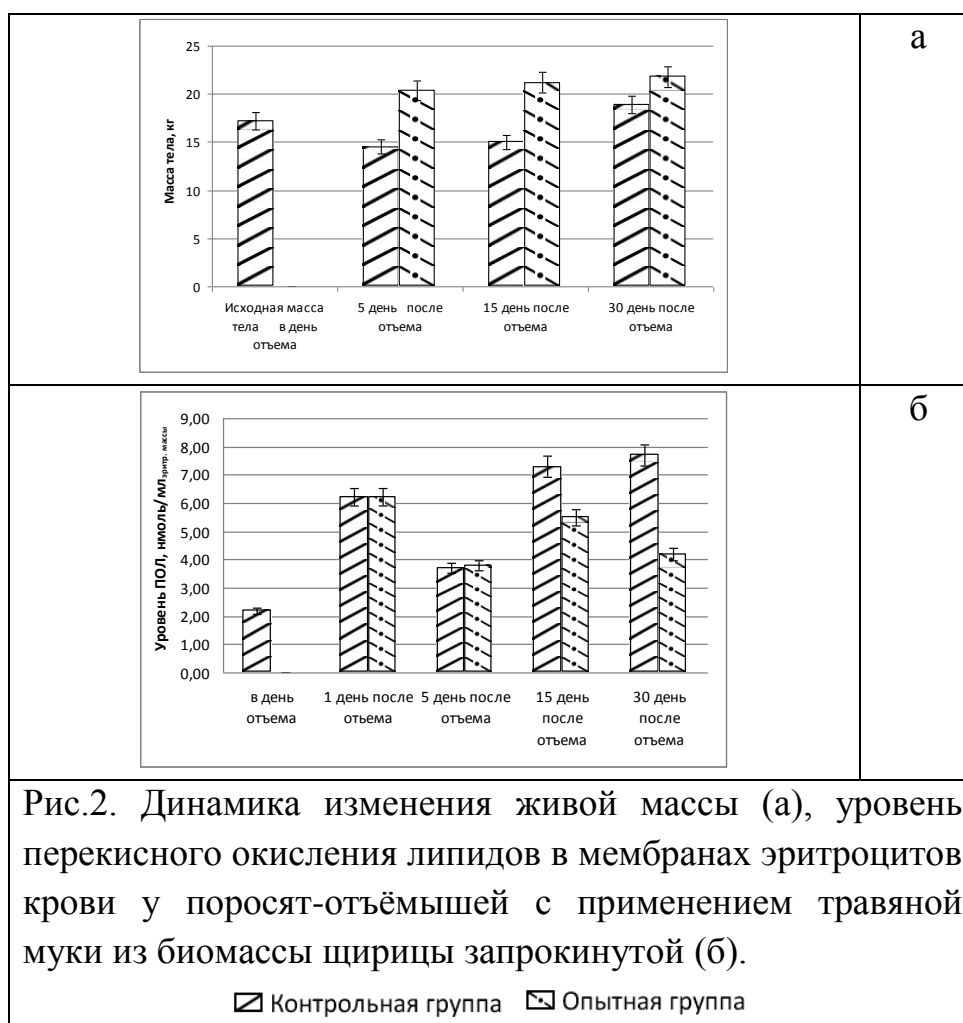 а
25
20
15
10
5
0
Масса тела, кг
Исходная масса
тела в день
отъема
5 день после
отъема
15 день после
отъема
30 день после
отъема
б
9,00
8,00
7,00
6,00
5,00
4,00
3,00
2,00
1,00
0,00
Уровень ПОЛ, нмоль/мл эритр. массы
в день
отъема
1 день после
отьема
5 день после
отъема
15 день
после
отъема
30 день
после
отъема
Рис.2. Динамика изменения живой массы (а), уровень
перекисного окисления липидов в мембранах эритроцитов
крови у поросят-отъёмышей с применением травяной
муки из биомассы щирицы запрокинутой (б).
Контрольная группа Опытная группа